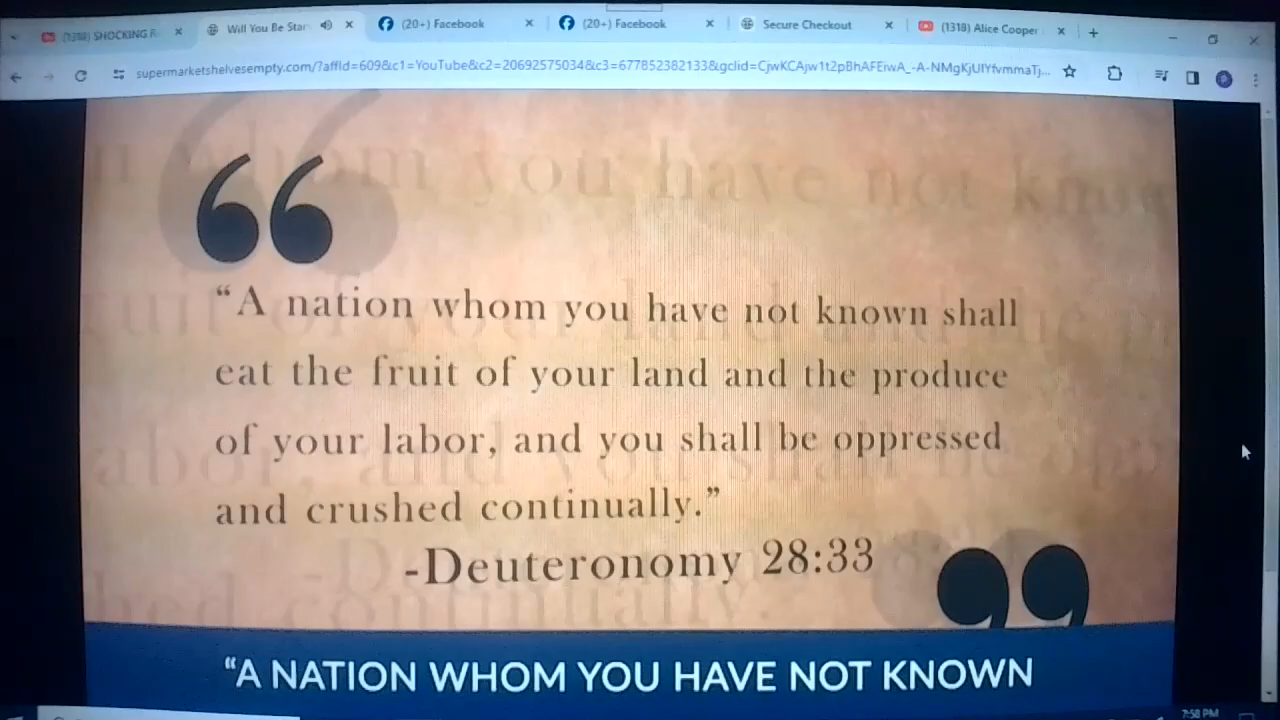 (1318) SHOCKING R
Will You Be Star
(20+) Facebook
(20+) Facebook
Secure Checkout
(1318) Alice Cooper
supermarketshelvesempty.com/?affId=609&c1=YouTube&c2=20692575034&c3=677852382133&gclid=
“A nation whom you have not known shall
eat the fruit of your land and the produce
of your labor, and you shall be oppressed
and crushed continually.”
-Deuteronomy 28:33
“A NATION WHOM YOU HAVE NOT KNOWN
7:58 PM